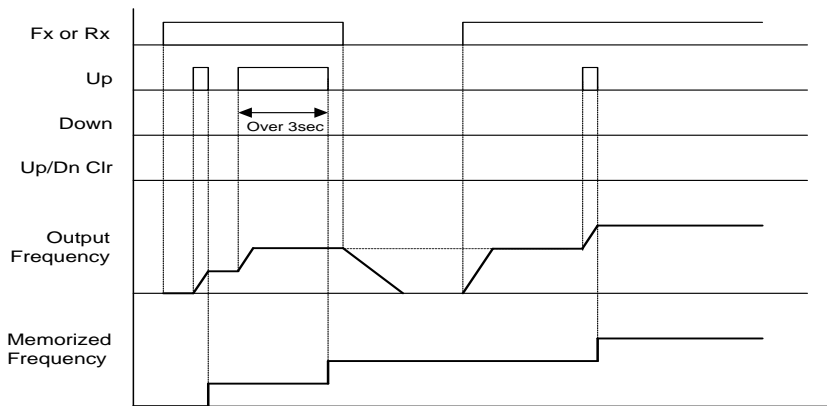 Fx or Rx
Up
Over 3sec
Down
Up/Dn Clr
Output
Frequency
Memorized
Frequency